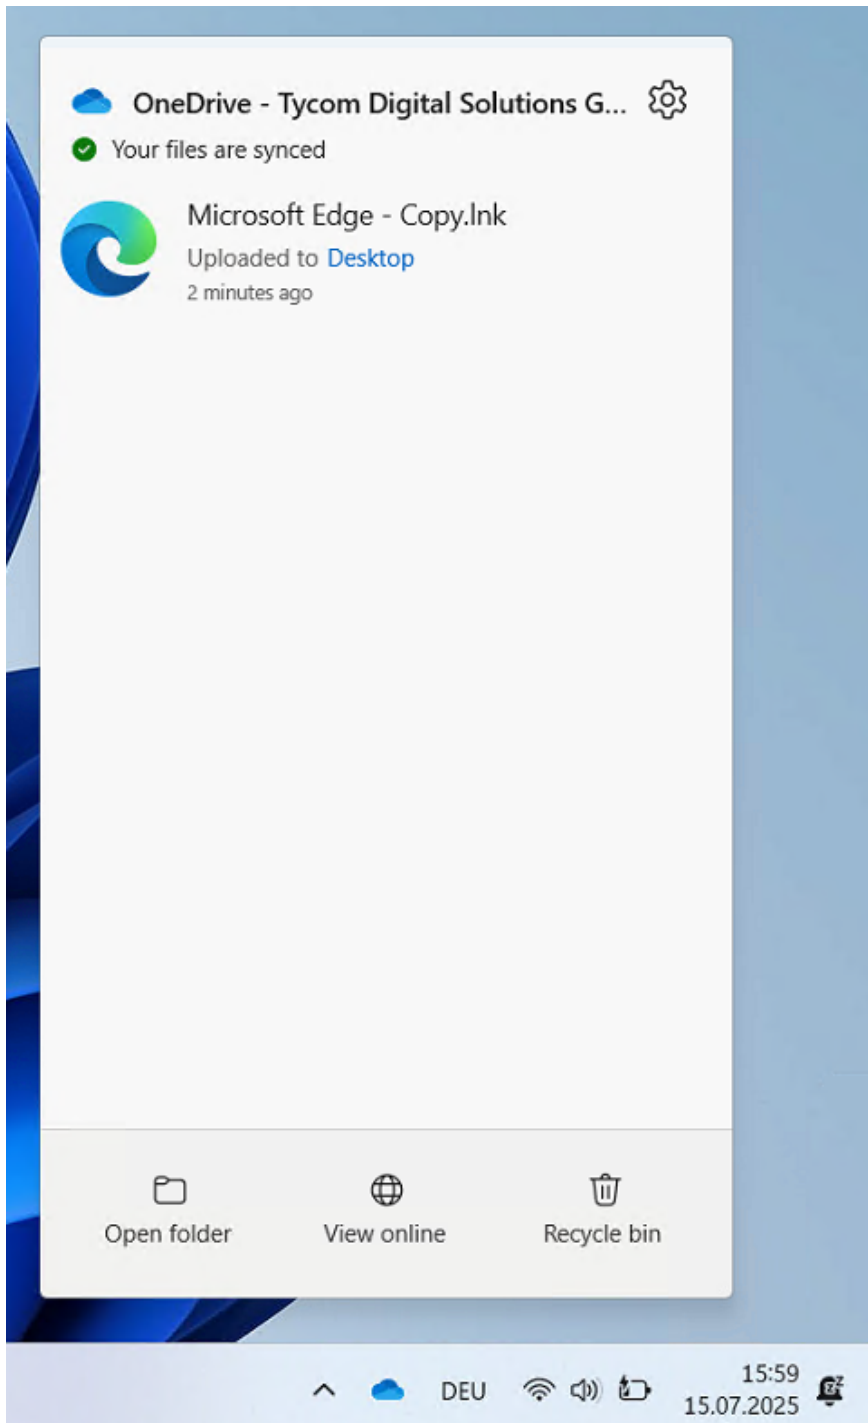 OneDrive - Tycom Digital Solutions G...
Your files are synced
Microsoft Edge - Copy.lnk
Uploaded to Desktop
2 minutes ago
Open folder
View online
Recycle bin
DEU
15:59
15.07.2025